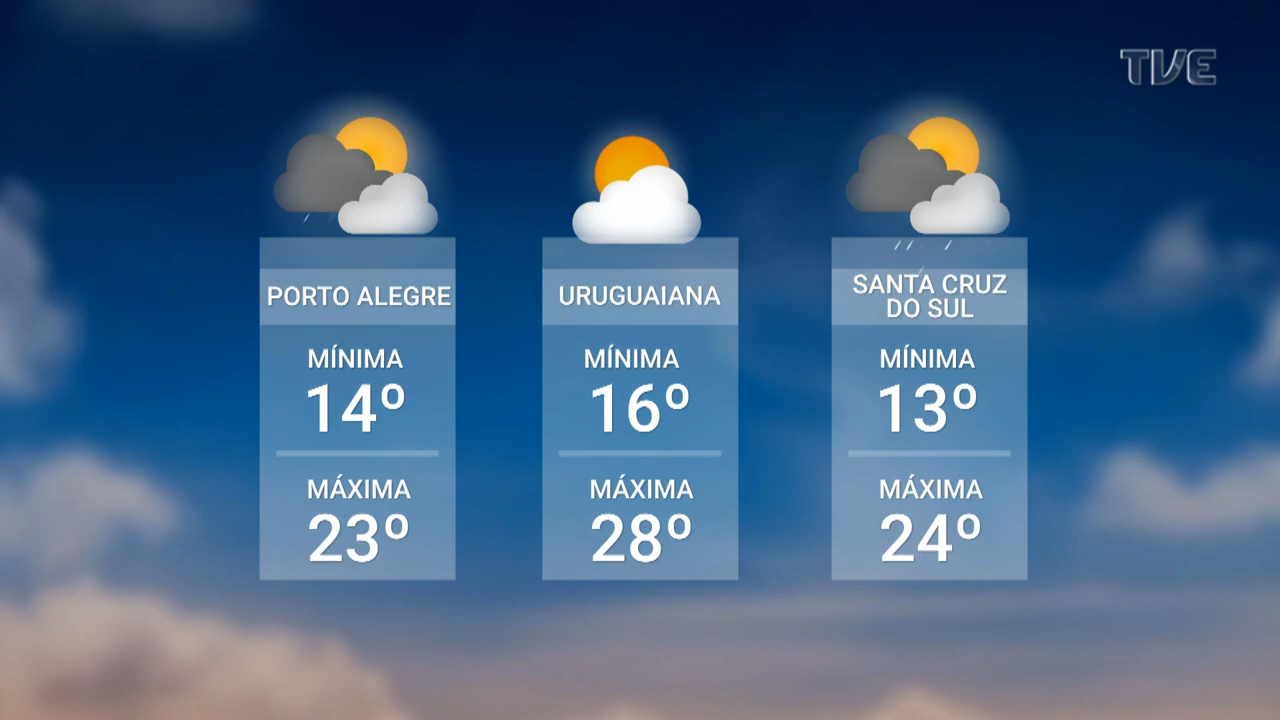 TVE
PORTO ALEGRE
MÍNIMA
14º
MÁXIMA
23º
URUGUAIANA
MÍNIMA
16º
MÁXIMA
28º
SANTA CRUZ
DO SUL
MÍNIMA
13º
MÁXIMA
24º